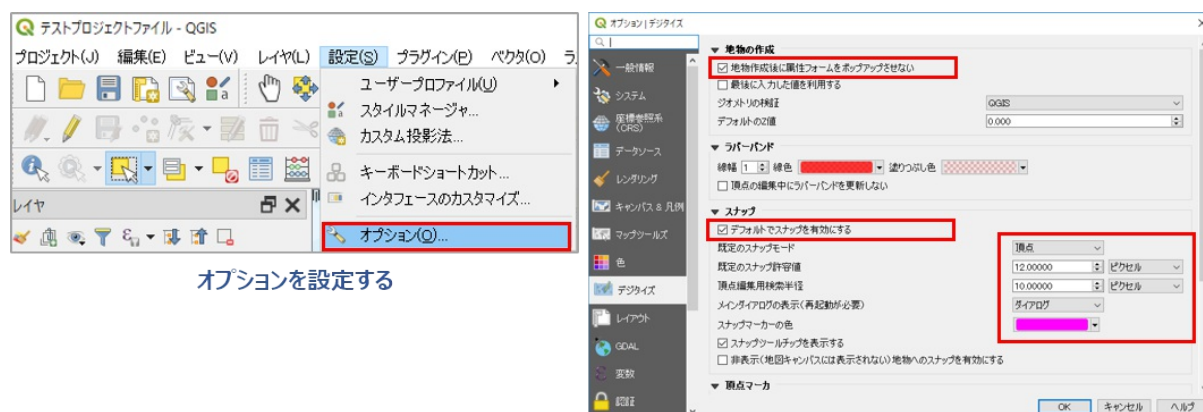 テストプロジェクトファイル - QGIS
プロジェクト(J) 編集(E) ビュー(V) レイヤ(L) 設定(S) プラグイン(P) ベクタ(O) ラ
ユーザープロファイル(U)
スタイルマネージャ...
カスタム投影法...
キーボードショートカット...
インタフェースのカスタマイズ...
オプション(O)...
レイヤ
オプションを設定する
オプション | デジタイズ
一般情報
システム
座標参照系
(CRS)
データソース
レンダリング
キャンバス & 凡例
マップツールズ
色
デジタイズ
レイアウト
GDAL
変数
認証
地物の作成
地物作成後に属性フォームをポップアップさせない
最後に入力した値を利用する
ジオメトリの検証 QGIS
デフォルトのZ値 0.000
ラバーバンド
線幅 1 線色 塗りつぶし色
頂点の編集中にラバーバンドを更新しない
スナップ
デフォルトでスナップを有効にする
既定のスナップモード 頂点
既定のスナップ許容値 12.00000 ピクセル
頂点編集用検索半径 10.00000 ピクセル
メインダイアログの表示(再起動が必要) ダイアログ
スナップマーカーの色
スナップツールチップを表示する
非表示(地図キャンバスには表示されない)地物へのスナップを有効にする
頂点マーカ
OK キャンセル ヘルプ